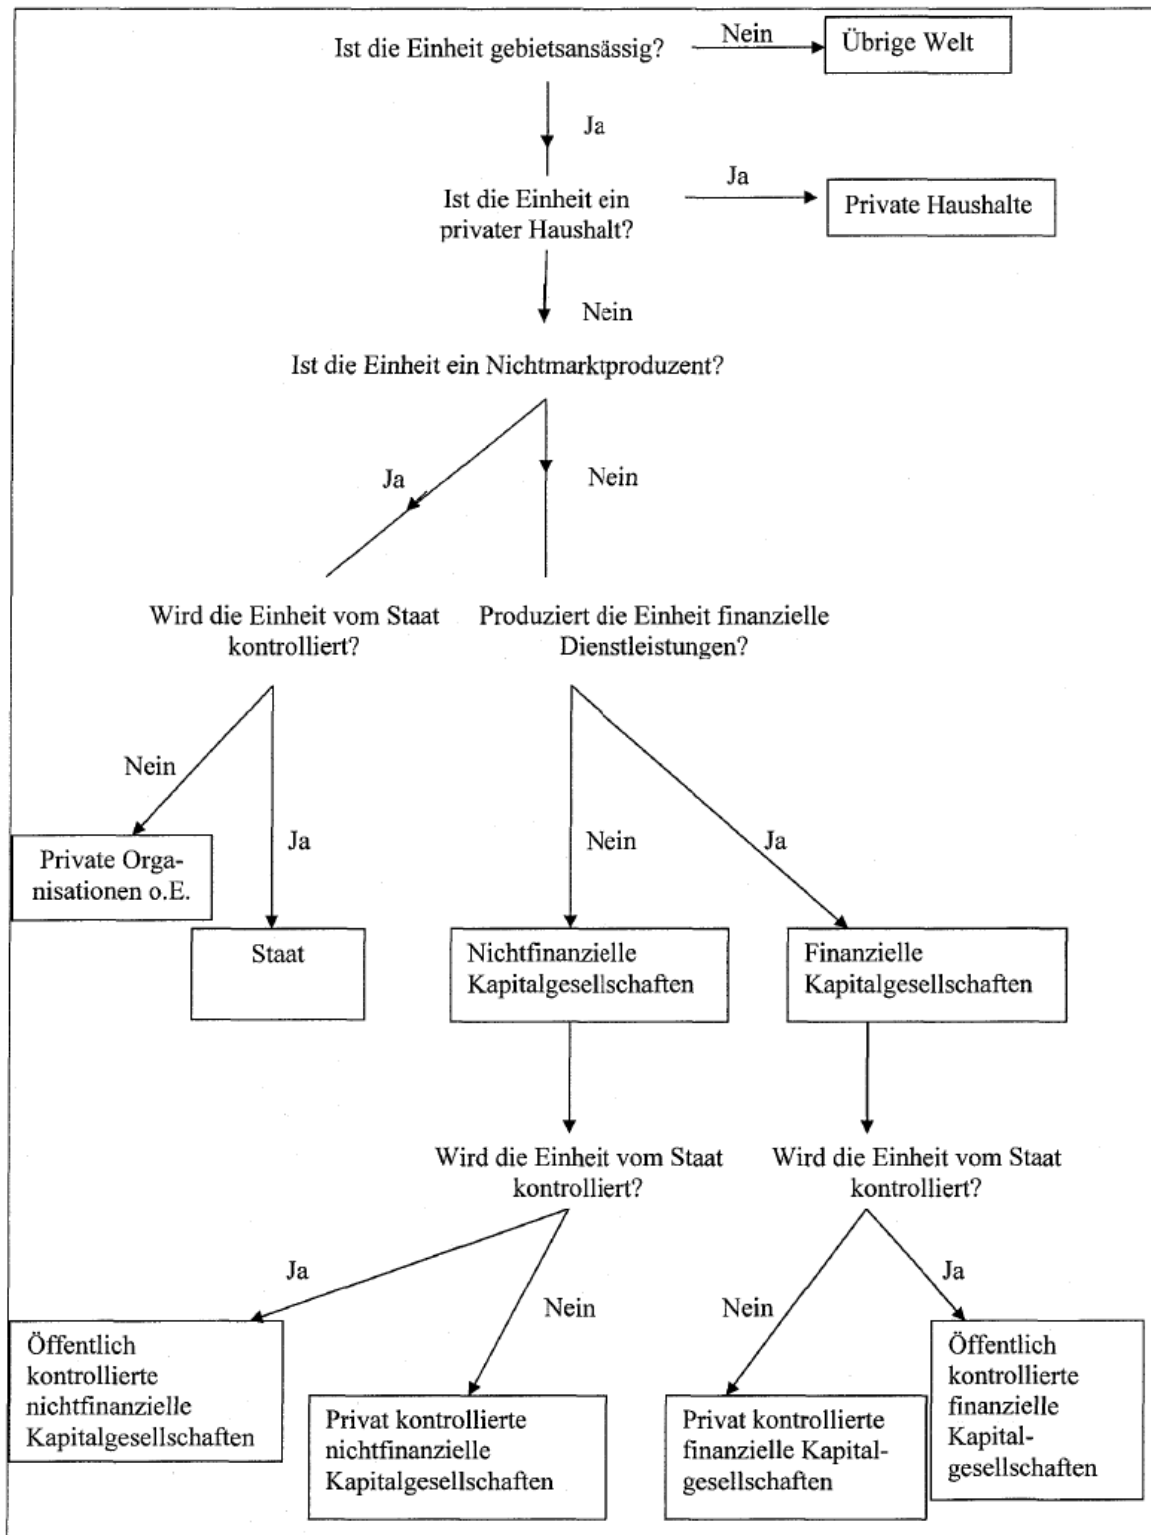 Ist die Einheit gebietsansässig?
Nein
Übrige Welt
Ja
Ist die Einheit ein
privater Haushalt?
Ja
Private Haushalte
Nein
Ist die Einheit ein Nichtmarktproduzent?
Ja
Nein
Wird die Einheit vom Staat
kontrolliert?
Produziert die Einheit finanzielle
Dienstleistungen?
Nein
Ja
Nein
Ja
Private Orga-
nisationen o.E.
Staat
Nichtfinanzielle
Kapitalgesellschaften
Finanzielle
Kapitalgesellschaften
Wird die Einheit vom Staat
kontrolliert?
Wird die Einheit vom Staat
kontrolliert?
Ja
Nein
Nein
Ja
Öffentlich
kontrollierte
nichtfinanzielle
Kapitalgesellschaften
Privat kontrollierte
nichtfinanzielle
Kapitalgesellschaften
Privat kontrollierte
finanzielle Kapital-
gesellschaften
Öffentlich
kontrollierte
finanzielle
Kapital-
gesellschaften